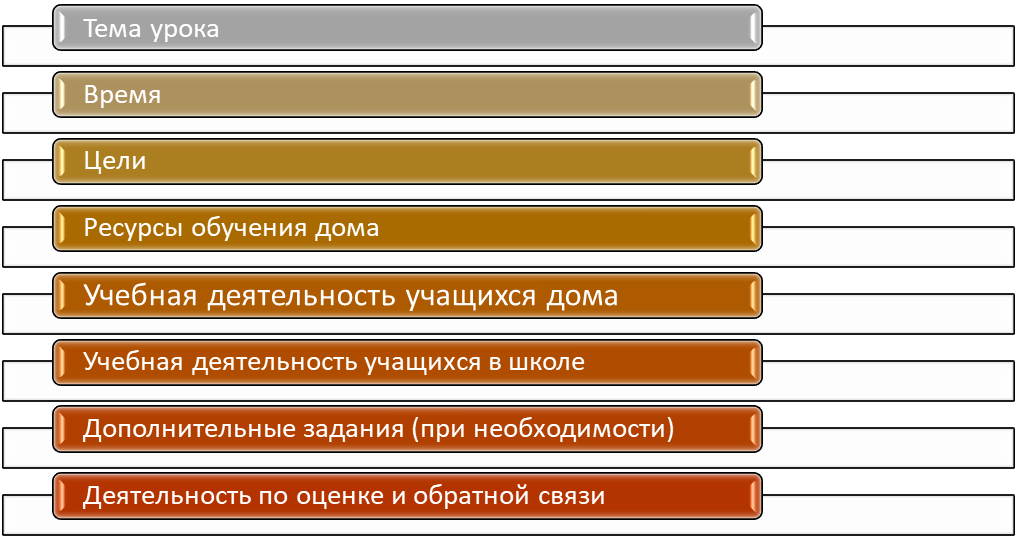 Тема урока
Время
Цели
Ресурсы обучения дома
Учебная деятельность учащихся дома
Учебная деятельность учащихся в школе
Дополнительные задания (при необходимости)
Деятельность по оценке и обратной связи